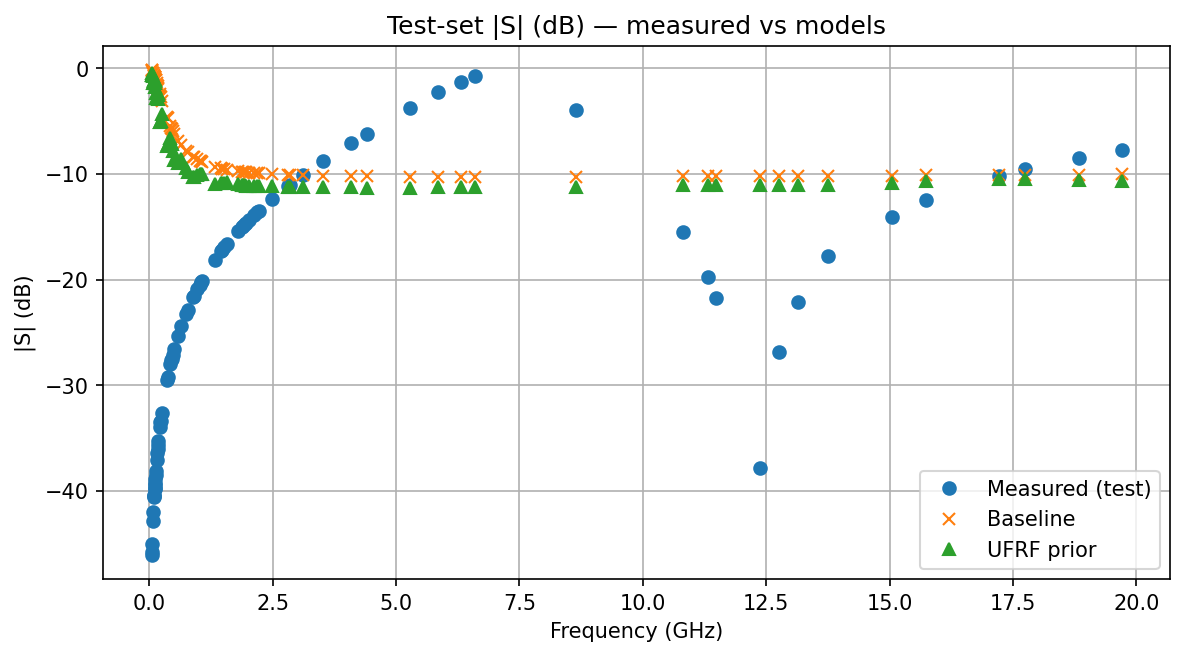 Test-set |S| (dB) — measured vs models
|S| (dB)
0
−10
−20
−30
−40
0.0 2.5 5.0 7.5 10.0 12.5 15.0 17.5 20.0
Frequency (GHz)
Measured (test)
Baseline
UFRF prior